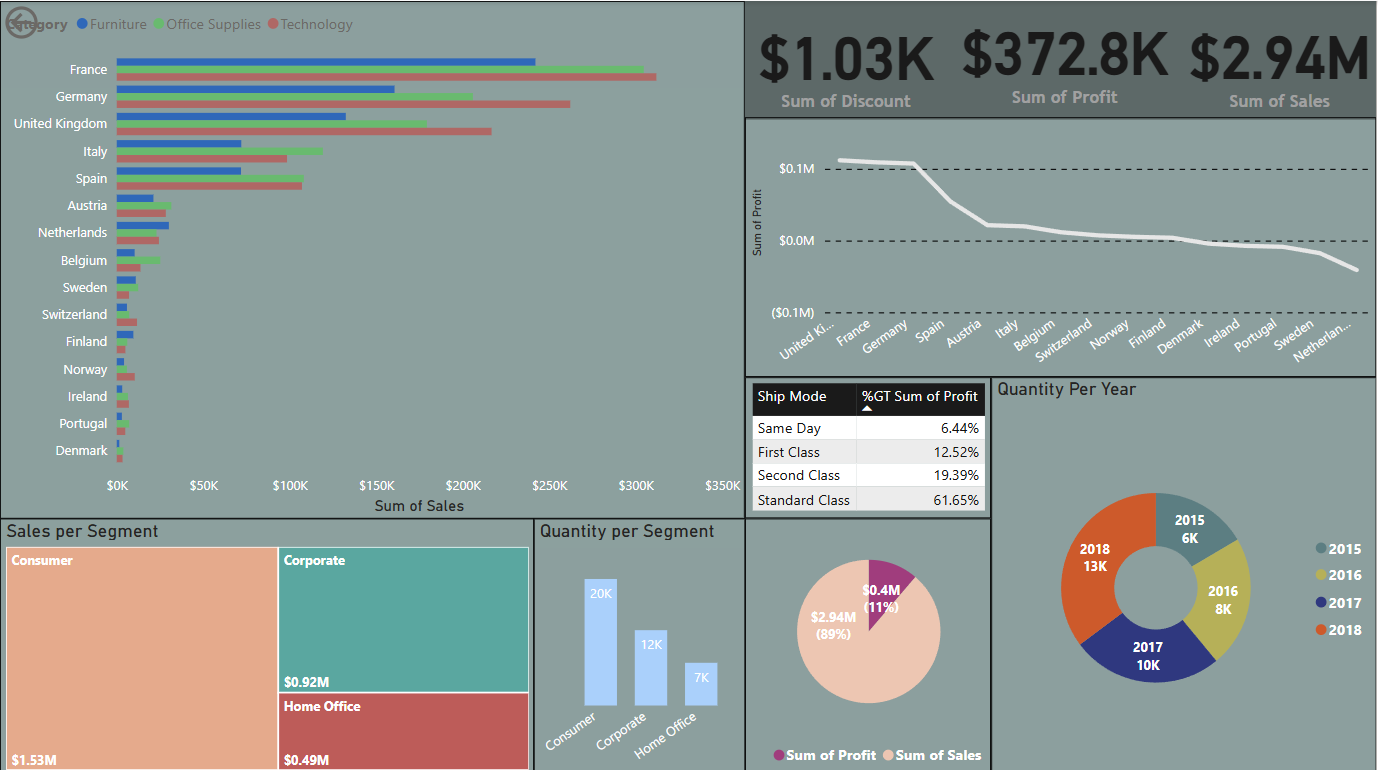 Category Furniture Office Supplies Technology
France
Germany
United Kingdom
Italy
Spain
Austria
Netherlands
Belgium
Sweden
Switzerland
Finland
Norway
Ireland
Portugal
Denmark
$0K $50K $100K $150K $200K $250K $300K $350K
Sum of Sales
$1.03K
Sum of Discount
$372.8K
Sum of Profit
$2.94M
Sum of Sales
Sum of Profit
$0.1M
$0.0M
($0.1M)
United Ki... France Germany Spain Austria Italy Belgium Switzerland Norway Finland Denmark Ireland Portugal Sweden Netherlan...
Ship Mode %GT Sum of Profit
Same Day 6.44%
First Class 12.52%
Second Class 19.39%
Standard Class 61.65%
Quantity Per Year
2015
6K
2016
8K
2017
10K
2018
13K
2015
2016
2017
2018
Sales per Segment
Consumer
$1.53M
Corporate
$0.92M
Home Office
$0.49M
Quantity per Segment
20K
12K
7K
Consumer Corporate Home Office
$0.4M
(11%)
$2.94M
(89%)
Sum of Profit Sum of Sales